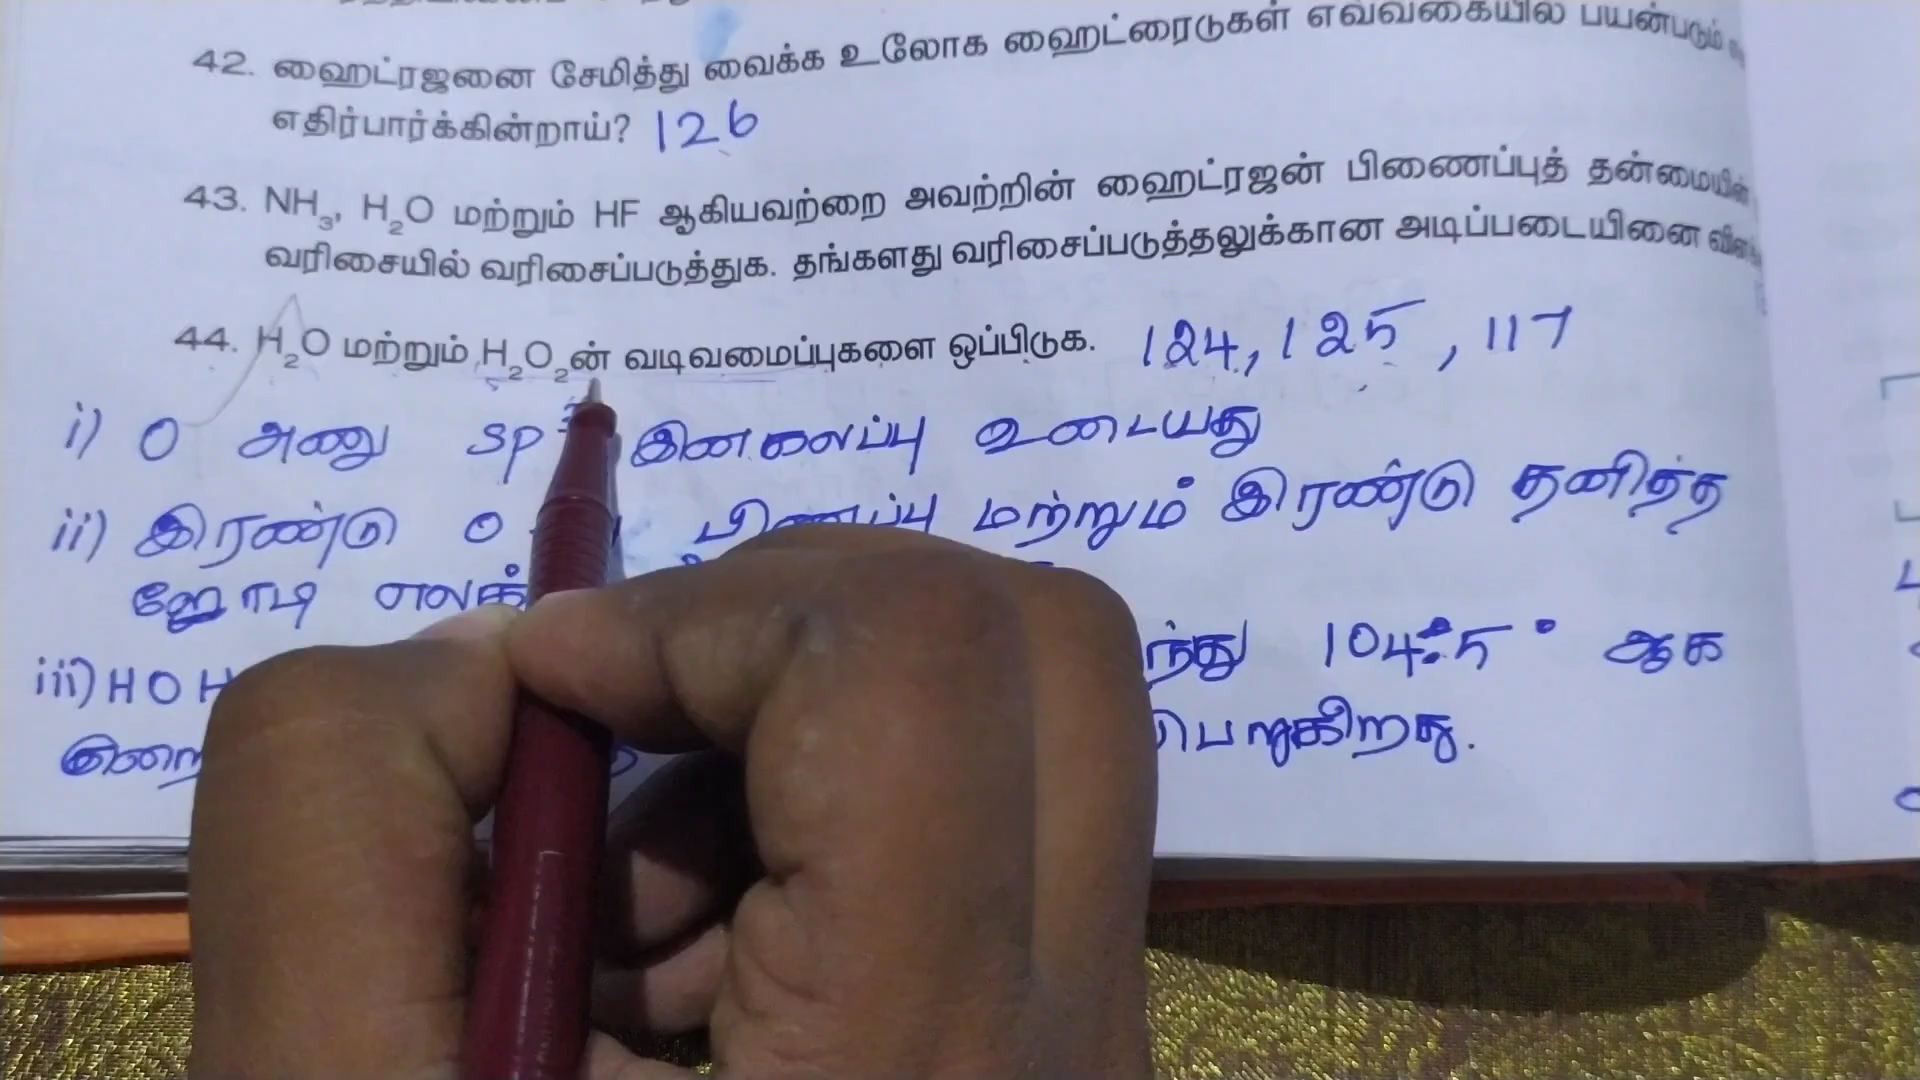 42. ஹைட்ரஜனை சேமித்து வைக்க உலோக ஹைட்ரைடுகள் எவ்வகையில் பயன்படும்
எதிர்பார்க்கின்றாய்? 126
43. NH₃, H₂O மற்றும் HF ஆகியவற்றை அவற்றின் ஹைட்ரஜன் பிணைப்புத் தன்மையின்
வரிசையில் வரிசைப்படுத்துக. தங்களது வரிசைப்படுத்தலுக்கான அடிப்படையினை
44. H₂O மற்றும் H₂O₂ன் வடிவமைப்புகளை ஒப்பிடுக. 124, 125, 117
i) O அணு sp இனக்கலப்பு உடையது
ii) இரண்டு O பிணைப்பு மற்றும் இரண்டு தனித்த
ஜோடி
iii) HOH 104.5° ஆக
பெறுகிறது.